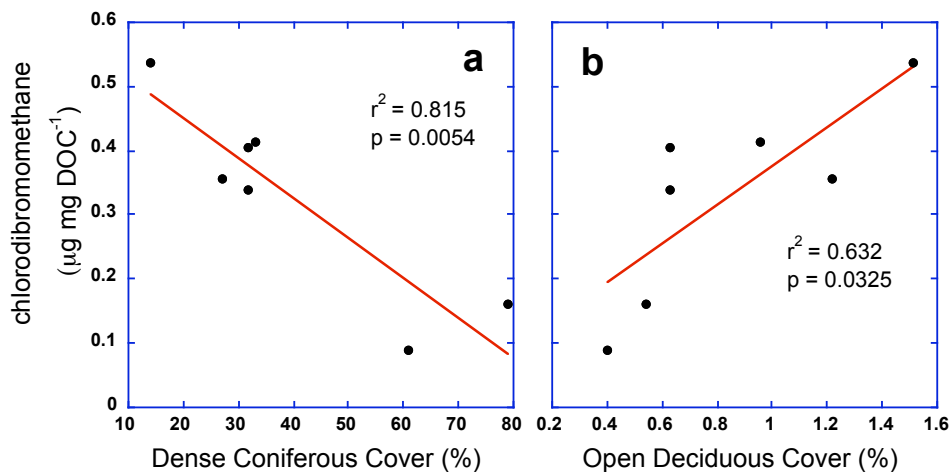 0.6
0.5
0.4
0.3
0.2
0.1
0
chlorodibromomethane
(µg mg DOC⁻¹)
a
r² = 0.815
p = 0.0054
10 20 30 40 50 60 70 80
Dense Coniferous Cover (%)
b
r² = 0.632
p = 0.0325
0.2 0.4 0.6 0.8 1 1.2 1.4 1.6
Open Deciduous Cover (%)